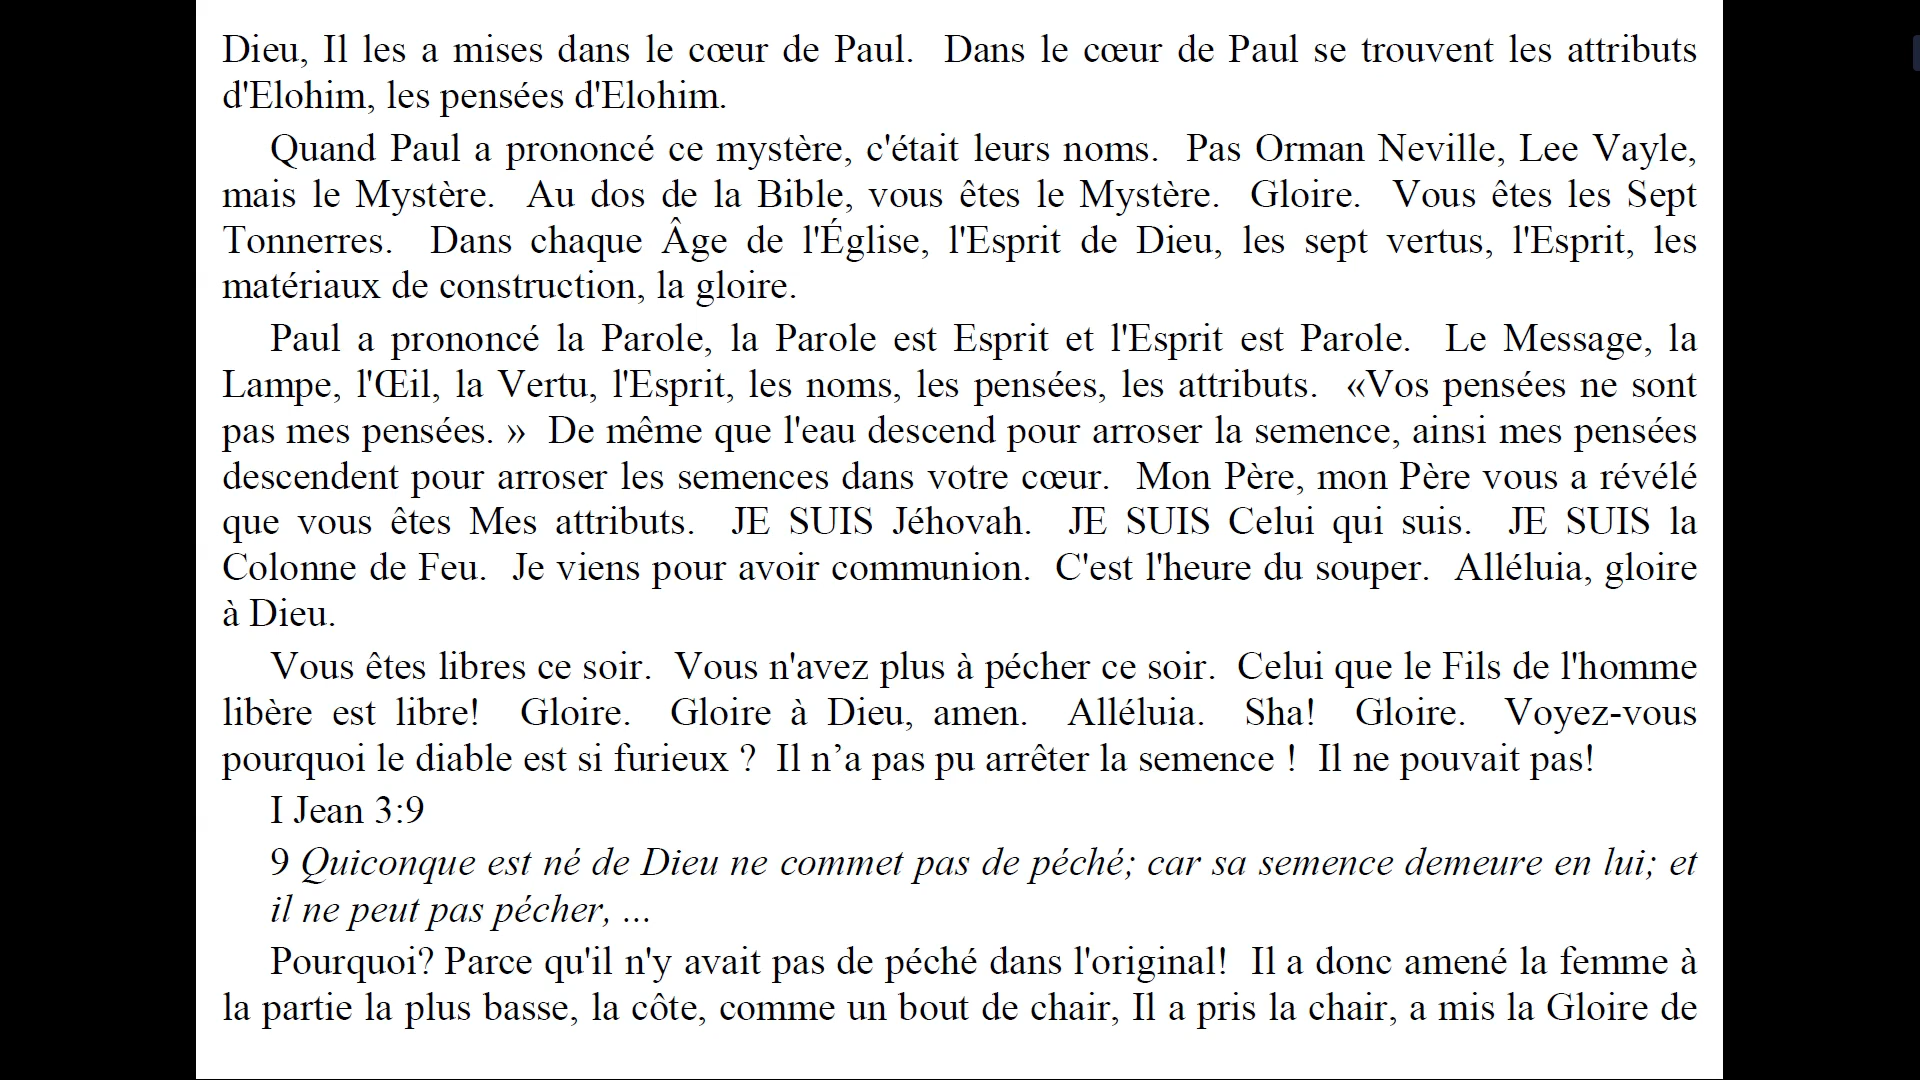 Dieu, Il les a mises dans le cœur de Paul.  Dans le cœur de Paul se trouvent les attributs
d'Elohim, les pensées d'Elohim.
Quand Paul a prononcé ce mystère, c'était leurs noms.  Pas Orman Neville, Lee Vayle,
mais le Mystère.  Au dos de la Bible, vous êtes le Mystère.  Gloire.  Vous êtes les Sept
Tonnerres.  Dans chaque Âge de l'Église, l'Esprit de Dieu, les sept vertus, l'Esprit, les
matériaux de construction, la gloire.
Paul a prononcé la Parole, la Parole est Esprit et l'Esprit est Parole.  Le Message, la
Lampe, l'Œil, la Vertu, l'Esprit, les noms, les pensées, les attributs.  «Vos pensées ne sont
pas mes pensées. »  De même que l'eau descend pour arroser la semence, ainsi mes pensées
descendent pour arroser les semences dans votre cœur.  Mon Père, mon Père vous a révélé
que vous êtes Mes attributs.  JE SUIS Jéhovah.  JE SUIS Celui qui suis.  JE SUIS la
Colonne de Feu.  Je viens pour avoir communion.  C'est l'heure du souper.  Alléluia, gloire
à Dieu.
Vous êtes libres ce soir.  Vous n'avez plus à pécher ce soir.  Celui que le Fils de l'homme
libère est libre!  Gloire.  Gloire à Dieu, amen.  Alléluia.  Sha!  Gloire.  Voyez-vous
pourquoi le diable est si furieux ?  Il n’a pas pu arrêter la semence !  Il ne pouvait pas!
I Jean 3:9
9 Quiconque est né de Dieu ne commet pas de péché; car sa semence demeure en lui; et
il ne peut pas pécher, ...
Pourquoi? Parce qu'il n'y avait pas de péché dans l'original!  Il a donc amené la femme à
la partie la plus basse, la côte, comme un bout de chair, Il a pris la chair, a mis la Gloire de